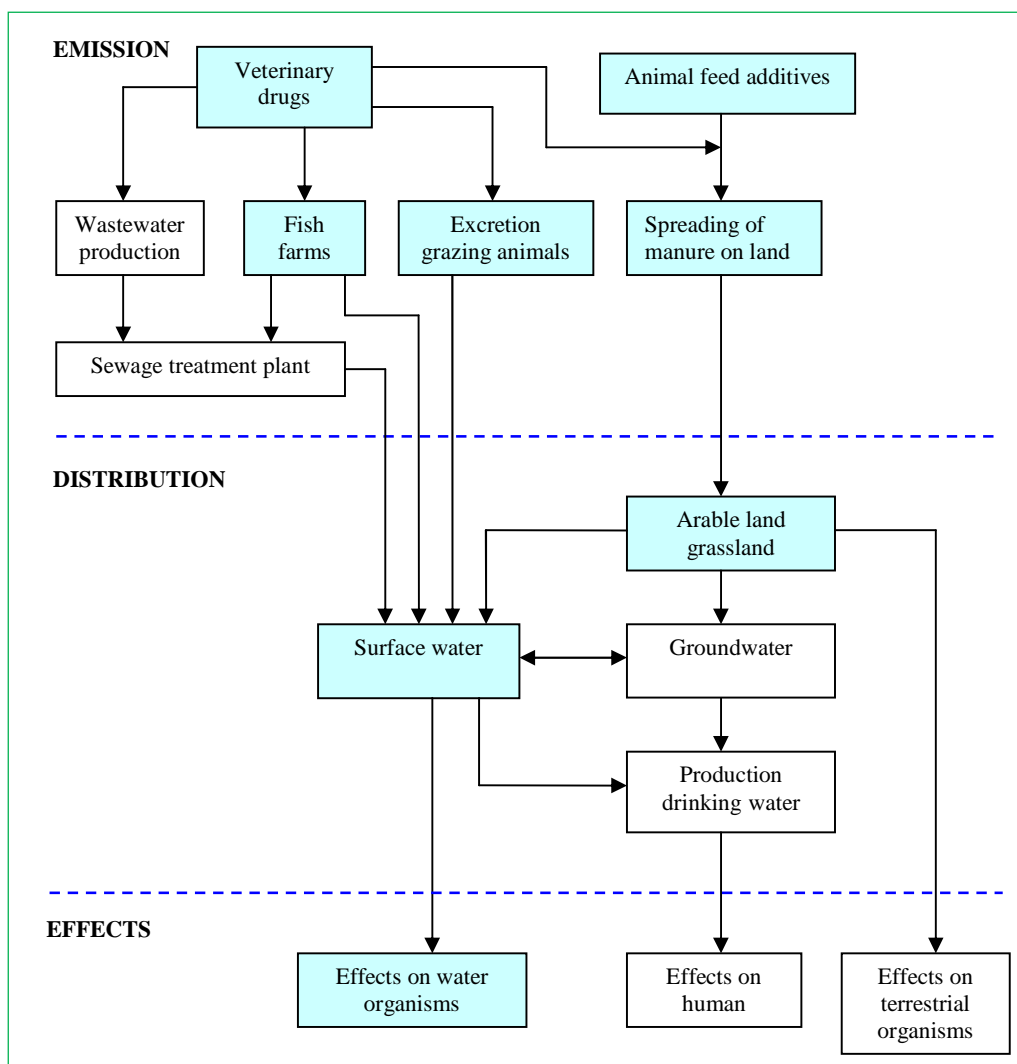 EMISSION
Veterinary
drugs
Animal feed additives
Wastewater
production
Fish
farms
Excretion
grazing animals
Spreading of
manure on land
Sewage treatment plant
DISTRIBUTION
Arable land
grassland
Surface water
Groundwater
Production
drinking water
EFFECTS
Effects on water
organisms
Effects on
human
Effects on
terrestrial
organisms